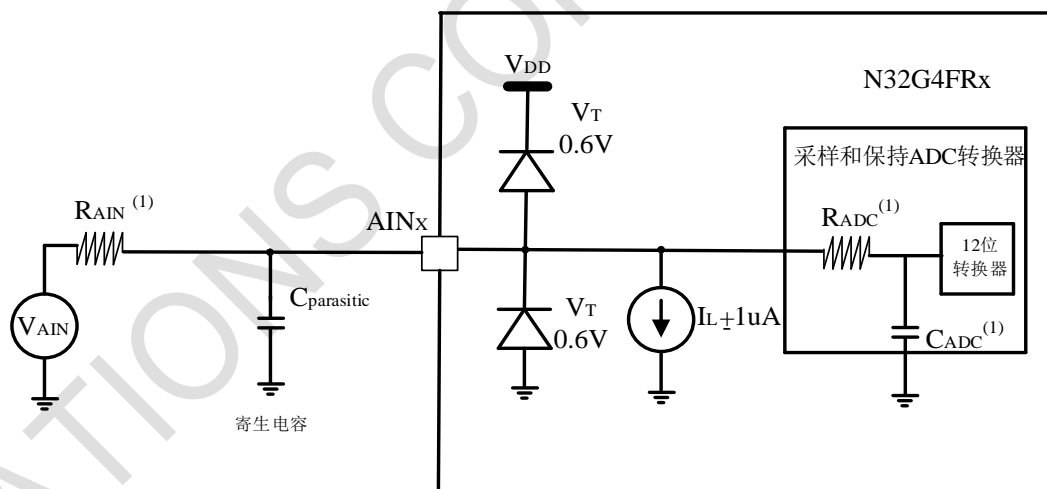 VDD
N32G4FRx
VT
0.6V
采样和保持ADC转换器
RAIN(1)
AINx
RADC(1)
12位
转换器
Cparasitic
VT
0.6V
VAIN
IL±1uA
CADC(1)
寄生电容
ATIONS CO